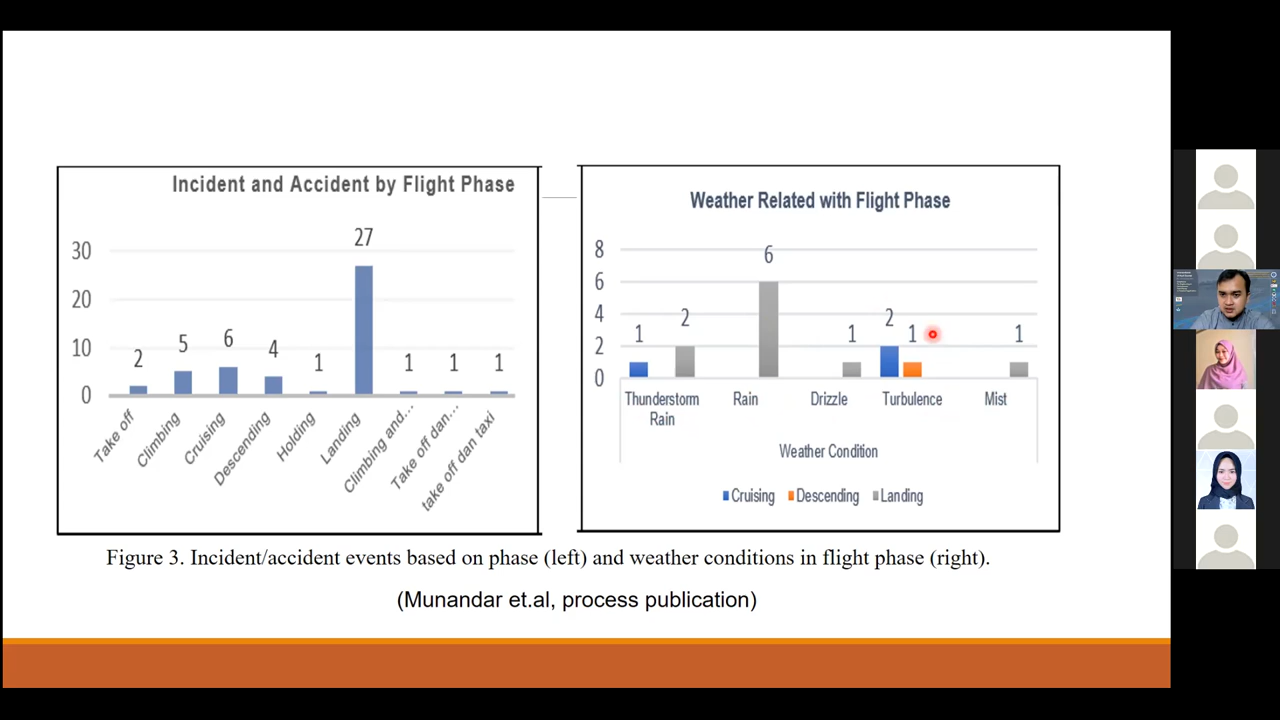 Incident and Accident by Flight Phase
30
20
10
0
2
5
6
4
1
27
1
1
1
Take off
Climbing
Cruising
Descending
Holding
Landing
Climbing and...
Take off dan...
take off dan taxi
Weather Related with Flight Phase
8
6
4
2
0
1
2
6
1
2
1
1
Thunderstorm
Rain
Rain
Drizzle
Turbulence
Mist
Weather Condition
Cruising
Descending
Landing
Figure 3. Incident/accident events based on phase (left) and weather conditions in flight phase (right).
(Munandar et.al, process publication)